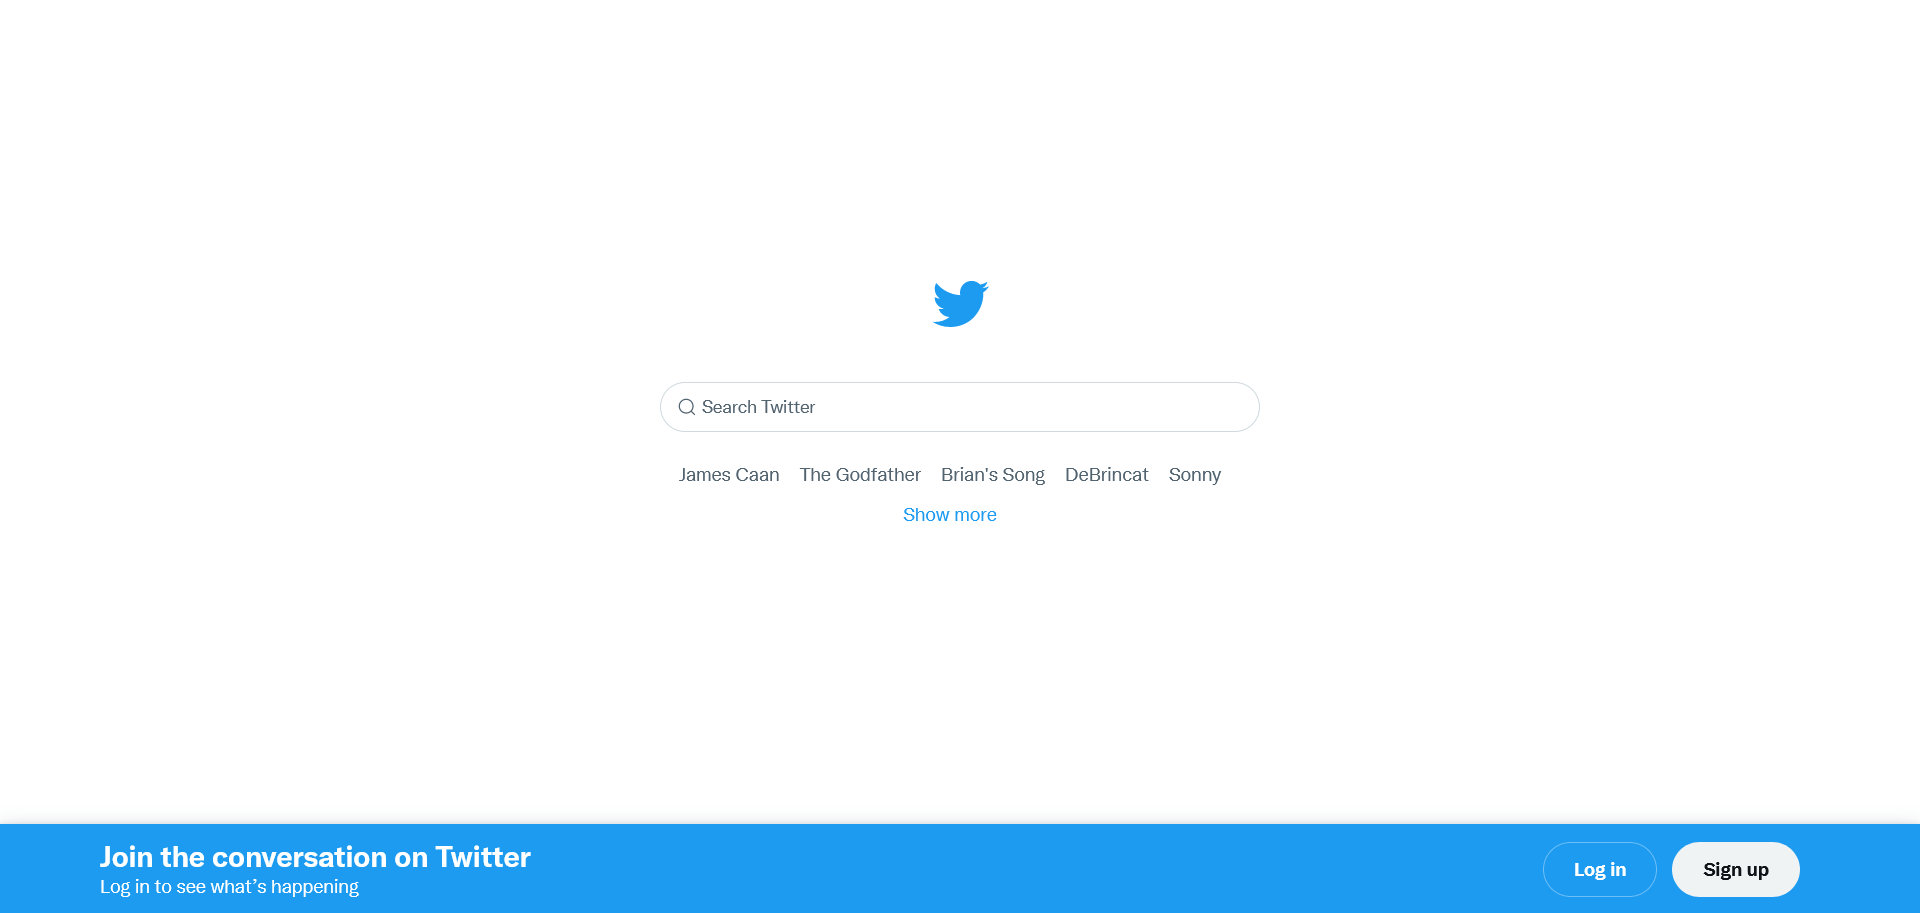 Search Twitter
James Caan The Godfather Brian's Song DeBrincat Sonny
Show more
Join the conversation on Twitter
Log in to see what’s happening
Log in Sign up